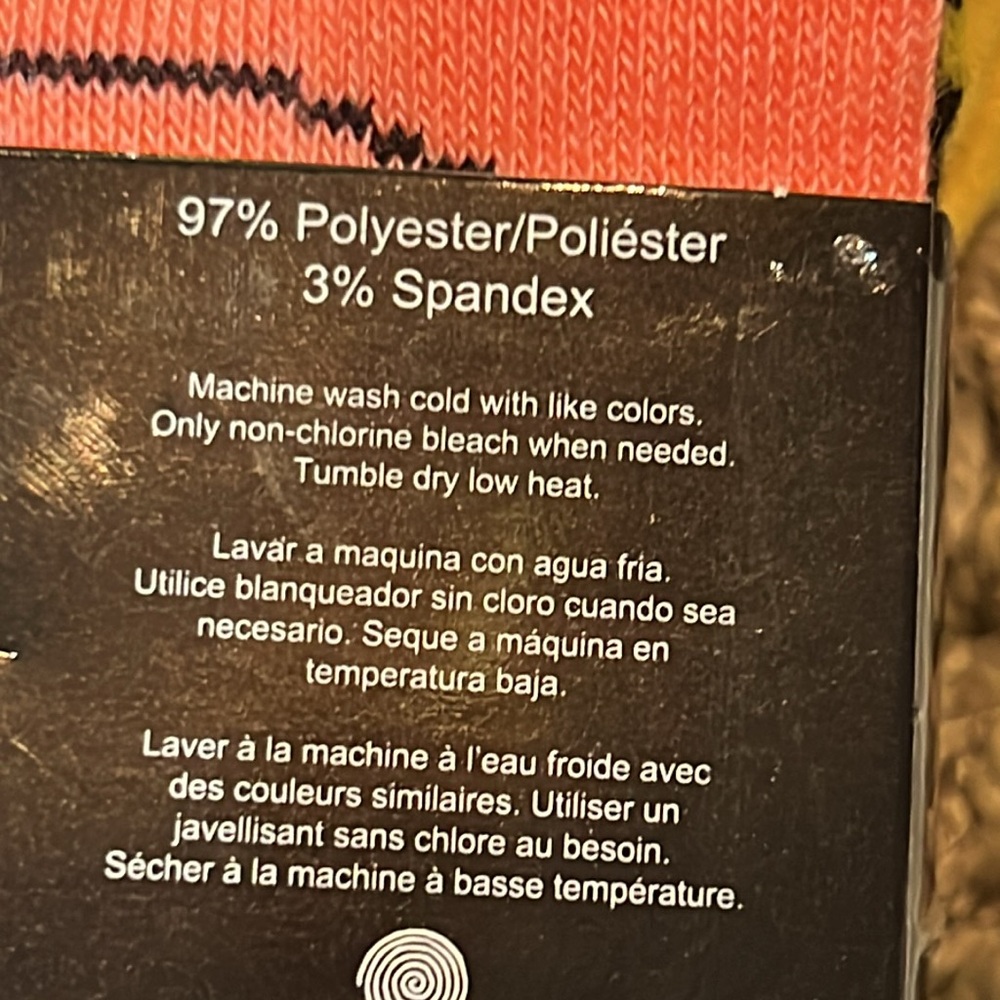 97% Polyester/Poliéster
3% Spandex
Machine wash cold with like colors.
Only non-chlorine bleach when needed.
Tumble dry low heat.
Lavar a maquina con agua fria.
Utilice blanqueador sin cloro cuando sea
necesario. Seque a máquina en
temperatura baja.
Laver à la machine à l'eau froide avec
des couleurs similaires. Utiliser un
javellisant sans chlore au besoin.
Sécher à la machine à basse température.